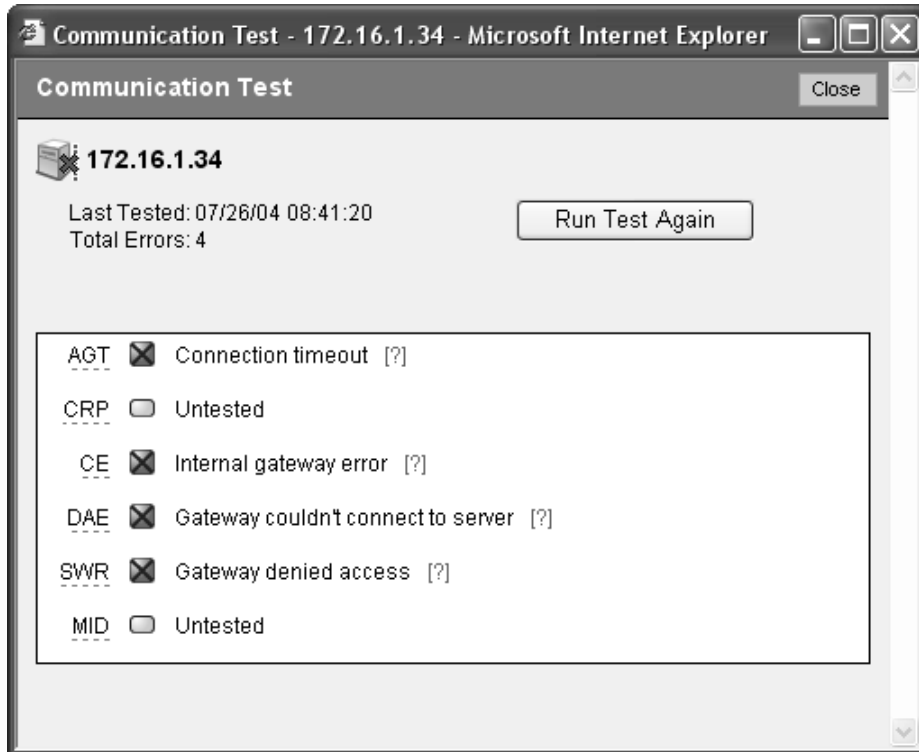 Communication Test - 172.16.1.34 - Microsoft Internet Explorer
Communication Test
Close
172.16.1.34
Last Tested: 07/26/04 08:41:20
Run Test Again
Total Errors: 4
AGT Connection timeout [?]
CRP Untested
CE Internal gateway error [?]
DAE Gateway couldn't connect to server [?]
SWR Gateway denied access [?]
MID Untested